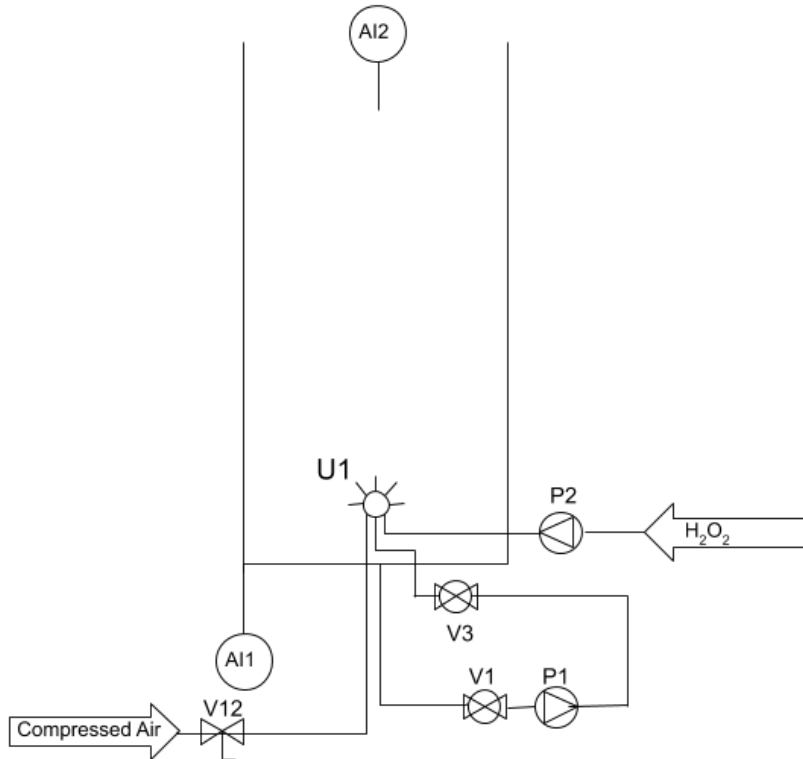 AI2
U1
P2
H₂O₂
V3
AI1
V1
P1
V12
Compressed Air